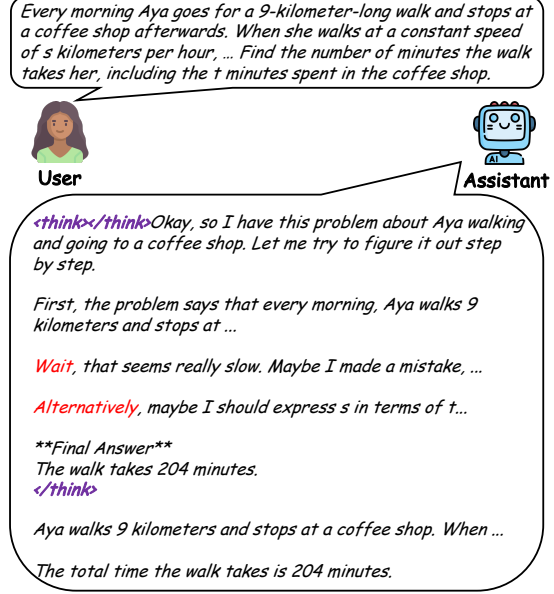 Every morning Aya goes for a 9-kilometer-long walk and stops at
a coffee shop afterwards. When she walks at a constant speed
of s kilometers per hour, … Find the number of minutes the walk
takes her, including the t minutes spent in the coffee shop.
AI
User
Assistant
<think></think>Okay, so I have this problem about Aya walking
and going to a coffee shop. Let me try to figure it out step
by step.
First, the problem says that every morning, Aya walks 9
kilometers and stops at ...
Wait, that seems really slow. Maybe I made a mistake, ...
Alternatively, maybe I should express s in terms of t...
**Final Answer**
The walk takes 204 minutes.
</think>
Aya walks 9 kilometers and stops at a coffee shop. When ...
The total time the walk takes is 204 minutes.